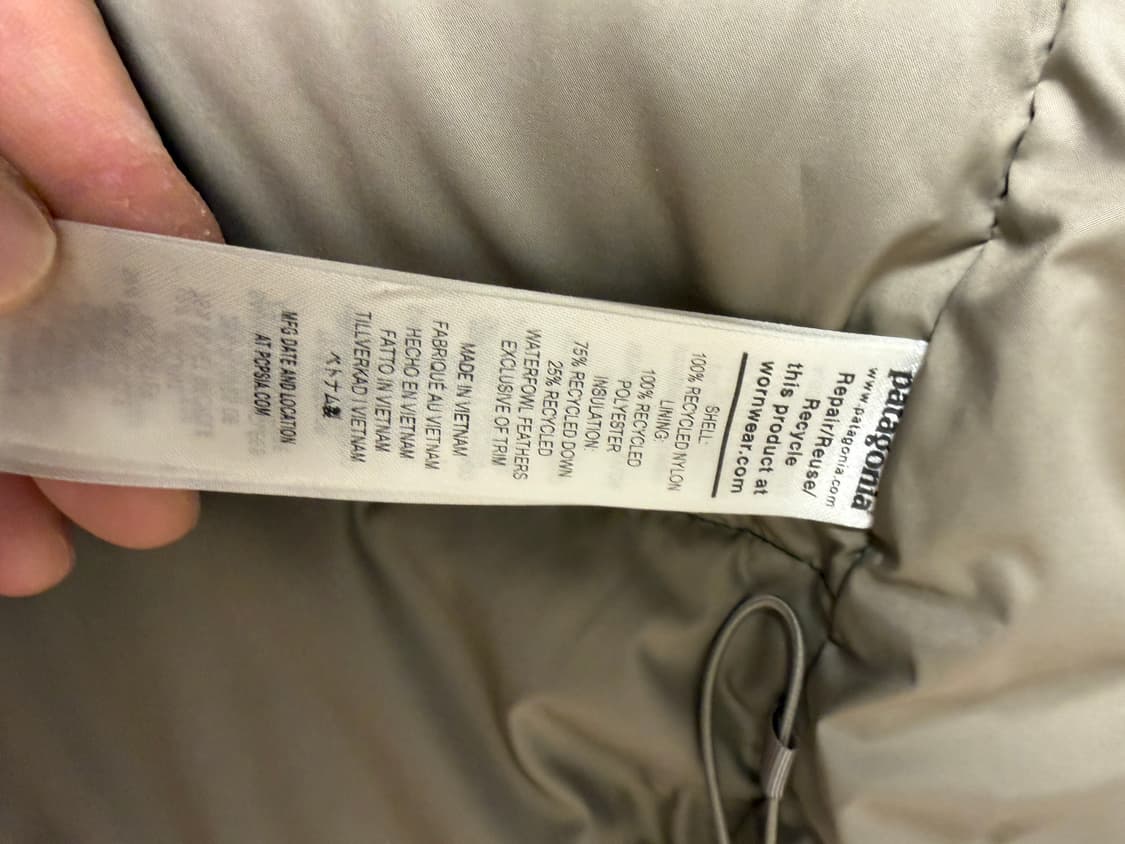 patagonia
www.patagonia.com
Repair/Reuse/
Recycle
this product at
wornwear.com
SHELL:
100% RECYCLED NYLON
LINING:
100% RECYCLED
POLYESTER
INSULATION:
75% RECYCLED DOWN
25% RECYCLED
WATERFOWL FEATHERS
EXCLUSIVE OF TRIM
MADE IN VIETNAM
FABRIQUÉ AU VIETNAM
HECHO EN VIETNAM
FATTO IN VIETNAM
TILLVERKAD I VIETNAM
ベトナム製
MFG DATE AND LOCATION
AT PCPSIA.COM